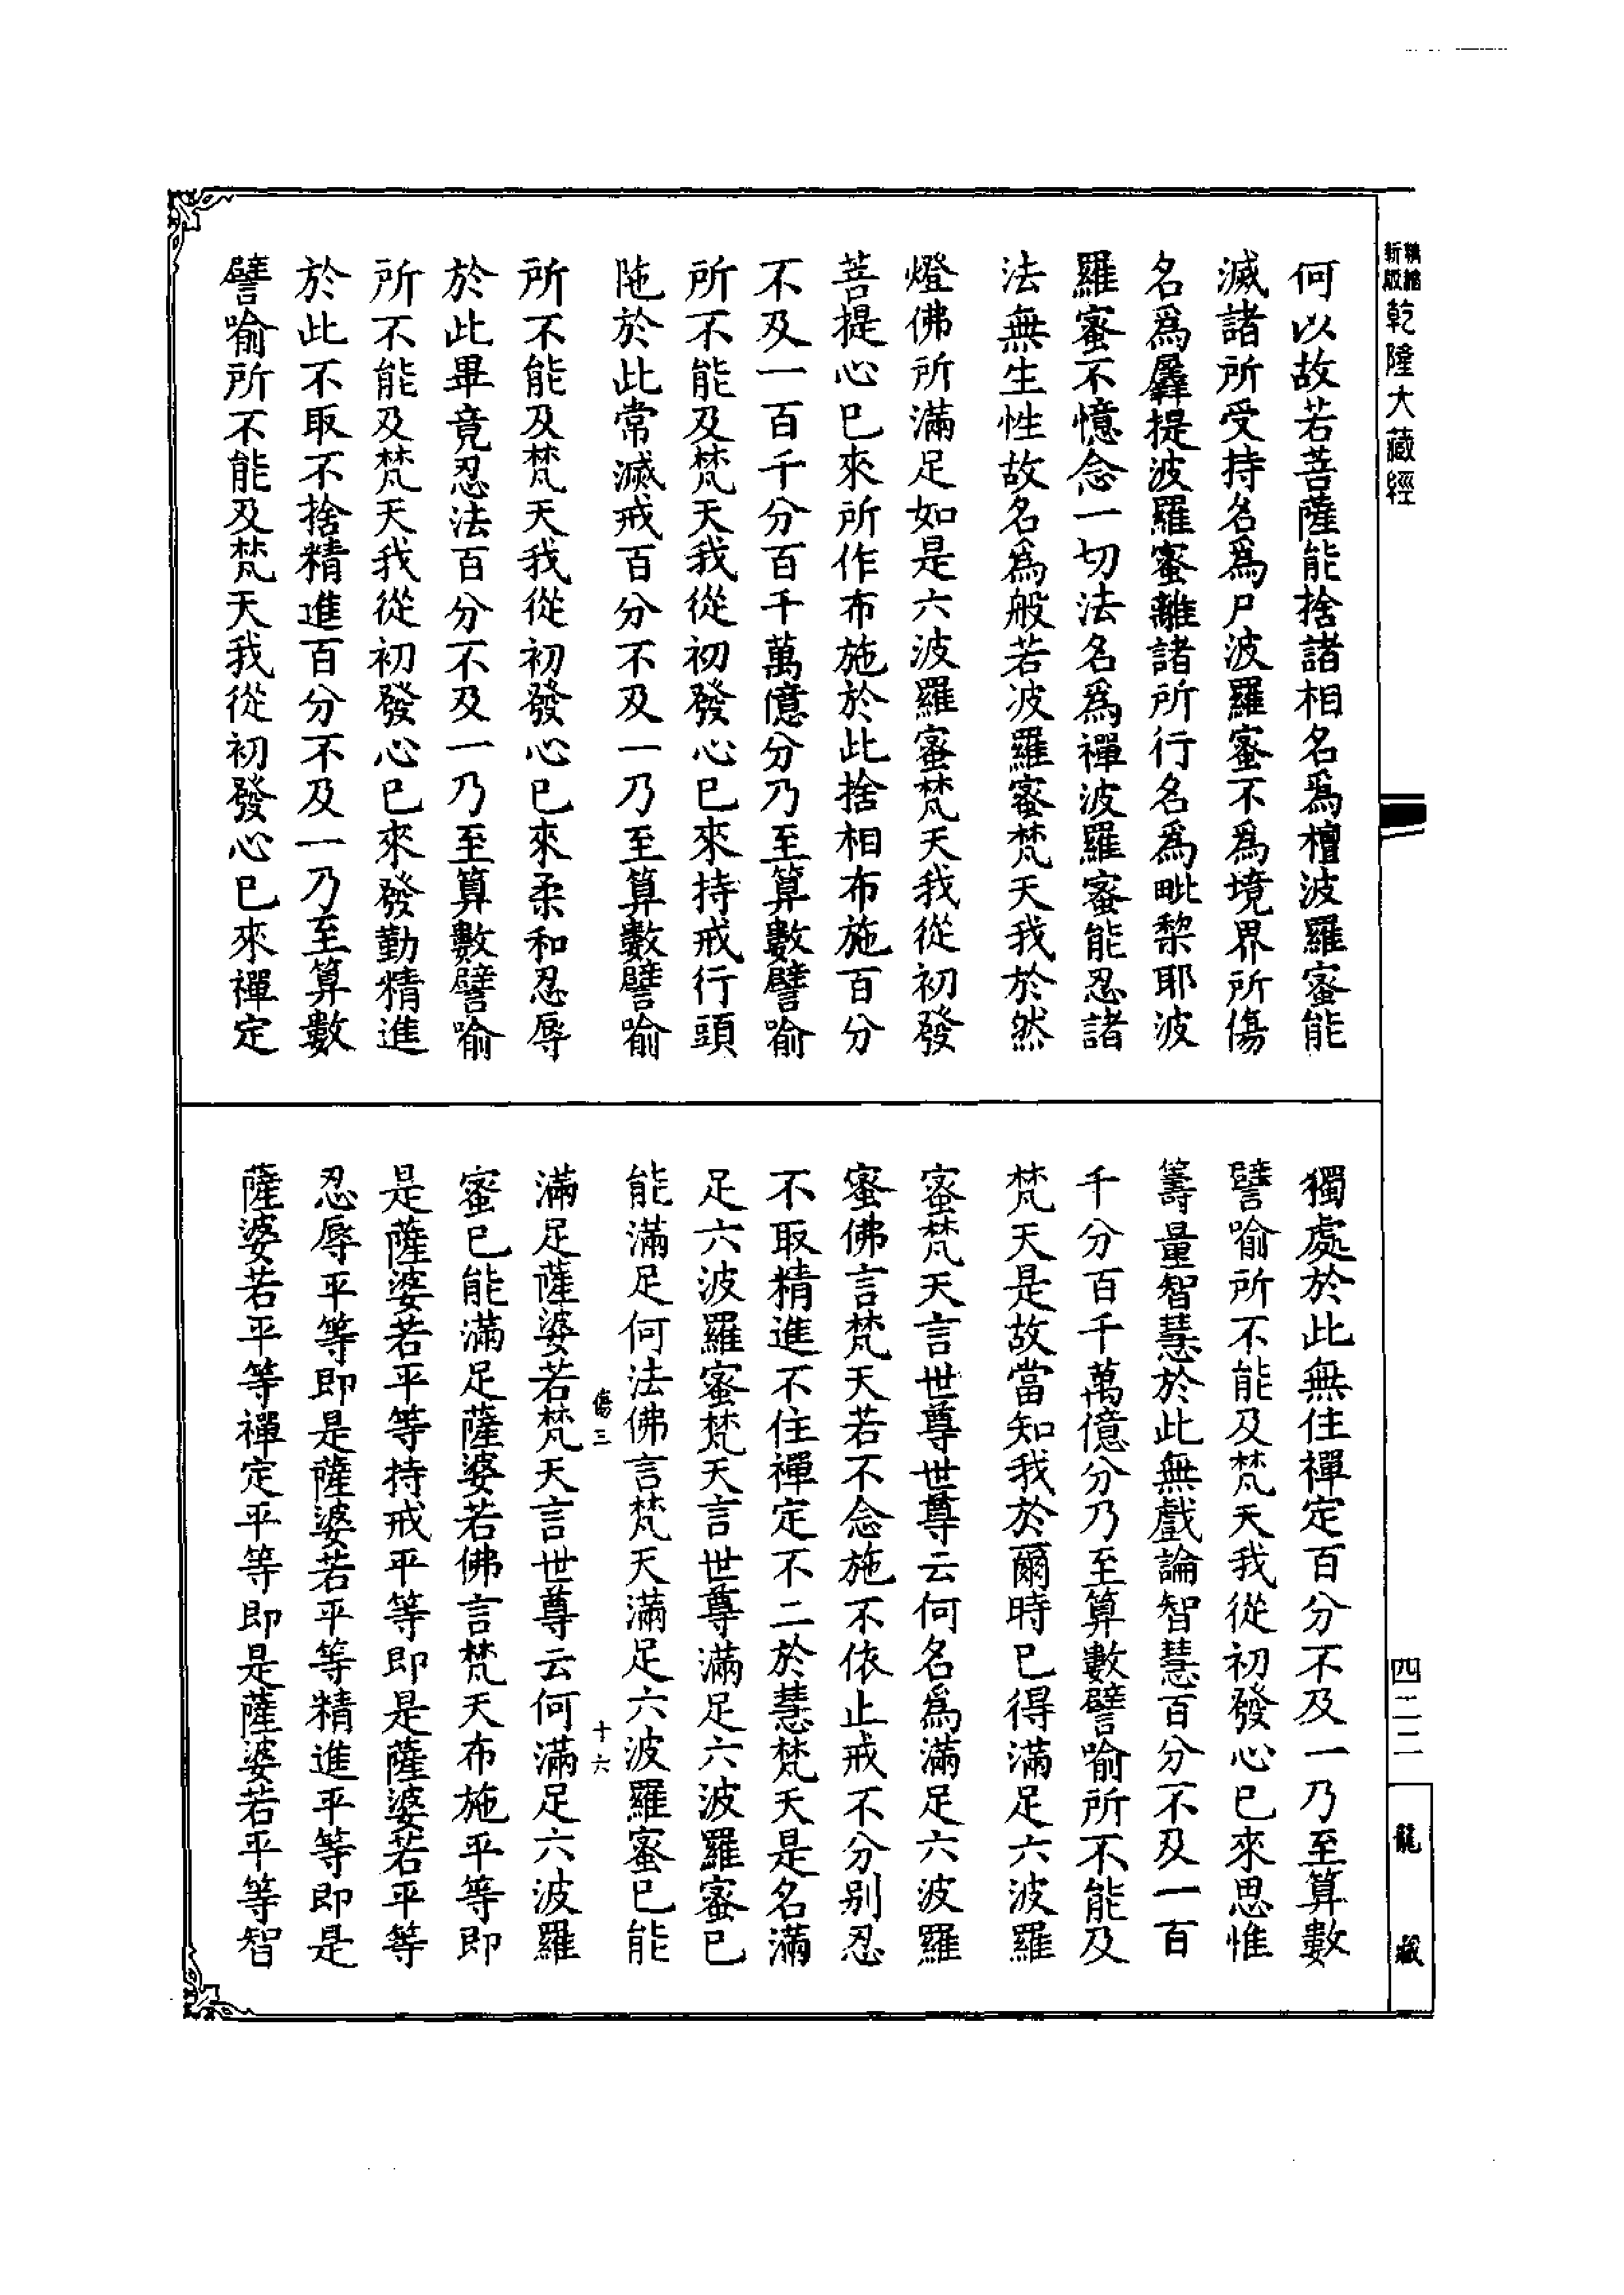 精縮新版乾隆大藏經
何以故若菩薩能捨諸相名爲檀波羅蜜能
滅諸所受持名爲尸波羅蜜不爲境界所傷
名爲羼提波羅蜜離諸所行名爲毗棃耶波
羅蜜不憶念一切法名爲禪波羅蜜能忍諸
法無生性故名爲般若波羅蜜梵天我於然
燈佛所滿足如是六波羅蜜梵天我從初發
菩提心巳來所作布施於此捨相布施百分
不及一百千分百千萬億分乃至算數譬喻
所不能及梵天我從初發心巳來持戒行頭
陁於此常滅戒百分不及一乃至算數譬喻
所不能及梵天我從初發心巳來柔和忍辱
於此畢竟忍法百分不及一乃至算數譬喻
所不能及梵天我從初發心巳來發勤精進
於此不取不捨精進百分不及一乃至算數
譬喻所不能及梵天我從初發心巳來禪定
獨處於此無住禪定百分不及一乃至算數
譬喻所不能及梵天我從初發心巳來思惟
籌量智慧於此無戲論智慧百分不及一百
千分百千萬億分乃至算數譬喻所不能及
梵天是故當知我於爾時巳得滿足六波羅
蜜梵天言世尊世尊云何名爲滿足六波羅
蜜佛言梵天若不念施不依止戒不分别忍
不取精進不住禪定不二於慧梵天是名滿
足六波羅蜜梵天言世尊滿足六波羅蜜巳
能滿足何法佛言梵天滿足六波羅蜜巳能
傷三 十六
滿足薩婆若梵天言世尊云何滿足六波羅
蜜巳能滿足薩婆若佛言梵天布施平等即
是薩婆若平等持戒平等即是薩婆若平等
忍辱平等即是薩婆若平等精進平等即是
薩婆若平等禪定平等即是薩婆若平等智
四二二
龍藏